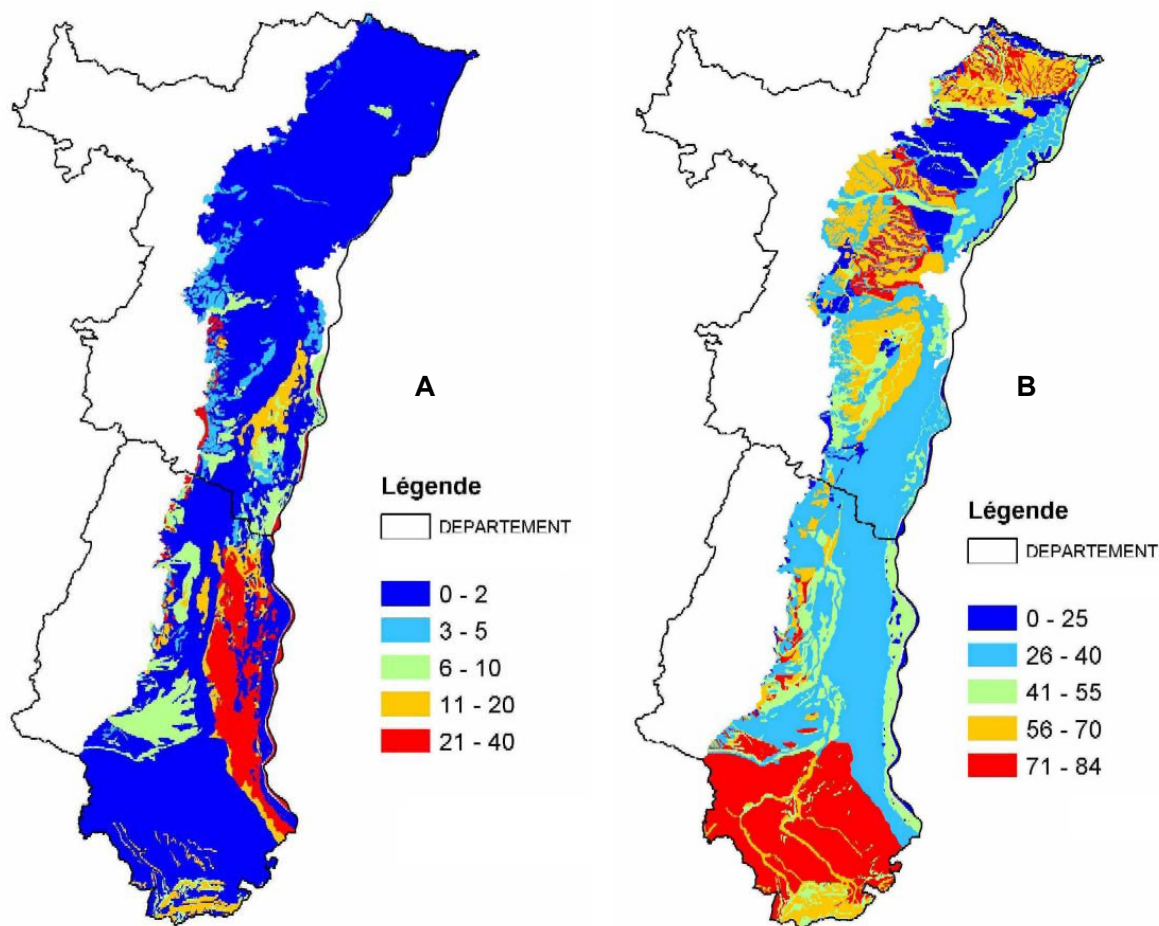 A
Légende
DEPARTEMENT
0 - 2
3 - 5
6 - 10
11 - 20
21 - 40
B
Légende
DEPARTEMENT
0 - 25
26 - 40
41 - 55
56 - 70
71 - 84